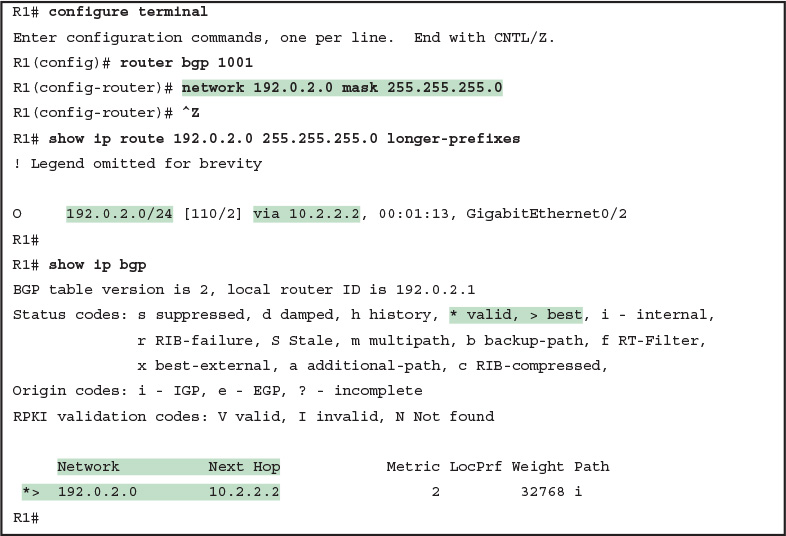 R1# configure terminal
Enter configuration commands, one per line.  End with CNTL/Z.
R1(config)# router bgp 1001
R1(config-router)# network 192.0.2.0 mask 255.255.255.0
R1(config-router)# ^Z
R1# show ip route 192.0.2.0 255.255.255.0 longer-prefixes
! Legend omitted for brevity
O     192.0.2.0/24 [110/2] via 10.2.2.2, 00:01:13, GigabitEthernet0/2
R1#
R1# show ip bgp
BGP table version is 2, local router ID is 192.0.2.1
Status codes: s suppressed, d damped, h history, * valid, > best, i - internal,
              r RIB-failure, S Stale, m multipath, b backup-path, f RT-Filter,
              x best-external, a additional-path, c RIB-compressed,
Origin codes: i - IGP, e - EGP, ? - incomplete
RPKI validation codes: V valid, I invalid, N Not found
     Network          Next Hop            Metric LocPrf Weight Path
 *>  192.0.2.0        10.2.2.2                 2         32768 i
R1#